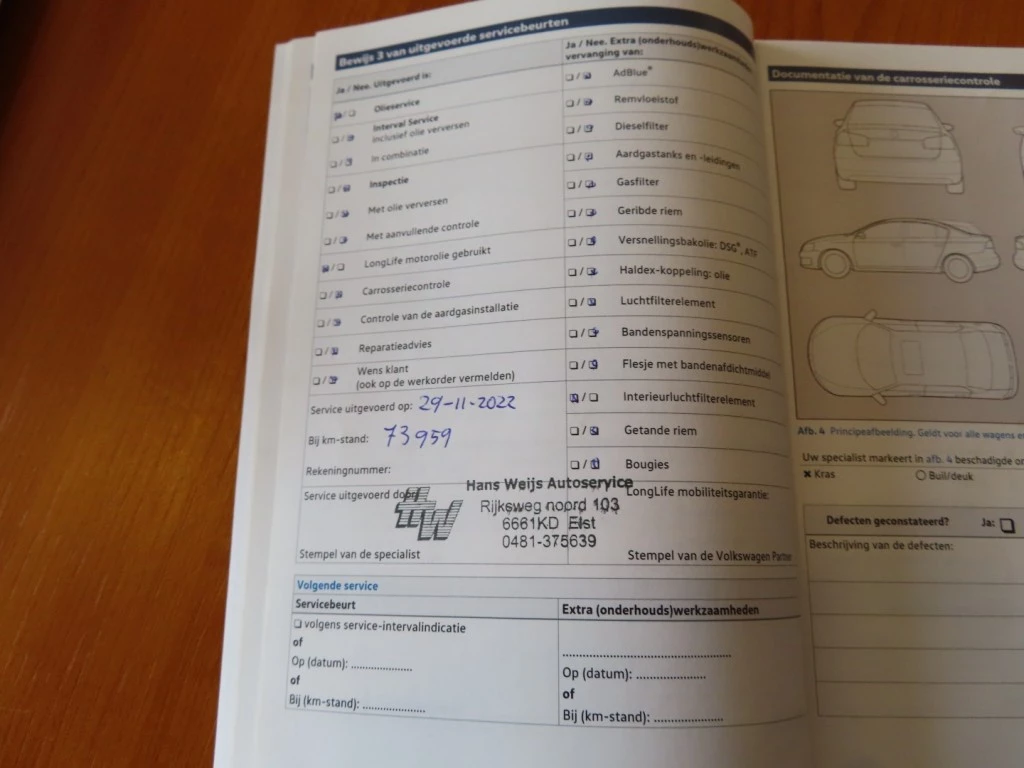 Bewijs 3 van uitgevoerde servicebeurten
Ja / Nee. Uitgevoerd is:
Olieservice
Interval Service
inclusief olie verversen
In combinatie
Inspectie
Met olie verversen
Met aanvullende controle
LongLife motorolie gebruikt
Carrosseriecontrole
Controle van de aardgasinstallatie
Reparatieadvies
Wens klant
(ook op de werkorder vermelden)
Service uitgevoerd op: 29-11-2022
Bij km-stand: 73959
Rekeningnummer:
Service uitgevoerd door:
Stempel van de specialist
Ja / Nee. Extra (onderhouds)werkzaamheden,
vervanging van:
AdBlue®
Remvloeistof
Dieselfilter
Aardgastanks en -leidingen
Gasfilter
Geribde riem
Versnellingsbakolie: DSG®, ATF
Haldex-koppeling: olie
Luchtfilterelement
Bandenspanningssensoren
Flesje met bandenafdichtmiddel
Interieurluchtfilterelement
Getande riem
Bougies
LongLife mobiliteitsgarantie:
Hans Weijs Autoservice
Rijksweg noord 103
6661KD Elst
0481-375639
Stempel van de Volkswagen Partner
Volgende service
Servicebeurt
volgens service-intervalindicatie
of
Op (datum): ..................
of
Bij (km-stand): ..................
Extra (onderhouds)werkzaamheden
Op (datum): ..................
of
Bij (km-stand): ..................
Documentatie van de carrosseriecontrole
Afb. 4 Principeafbeelding. Geldt voor alle wagens
Uw specialist markeert in afb. 4 beschadigde
Kras
Buil/deuk
Defecten geconstateerd? Ja:
Beschrijving van de defecten: